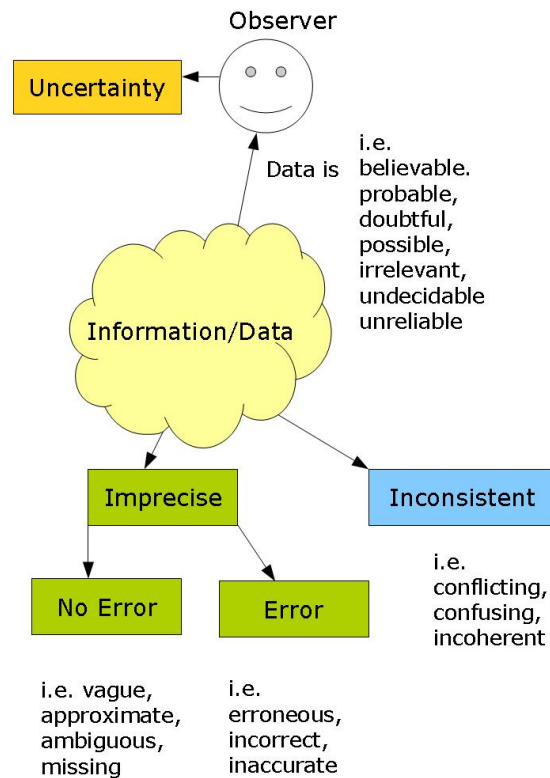 Observer
Uncertainty
Data is
i.e.
believable.
probable,
doubtful,
possible,
irrelevant,
undecidable
unreliable
Information/Data
Imprecise
Inconsistent
No Error
Error
i.e.
conflicting,
confusing,
incoherent
i.e. vague,
approximate,
ambiguous,
missing
i.e.
erroneous,
incorrect,
inaccurate